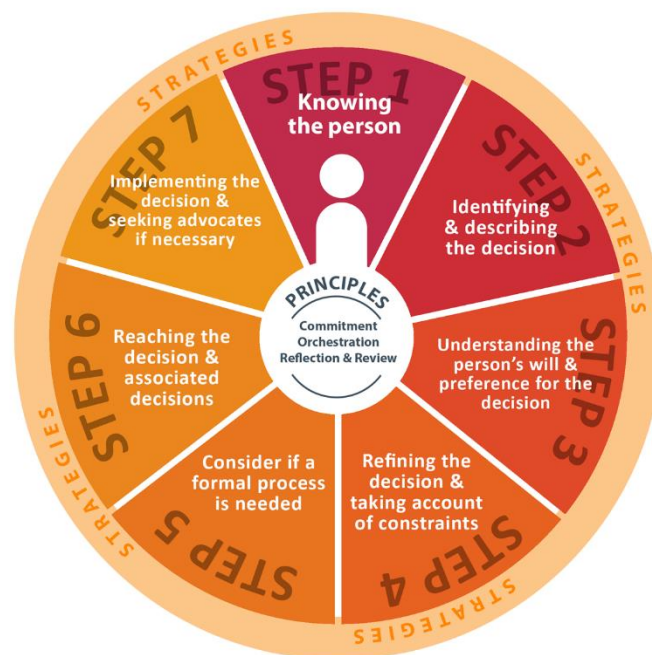 STRATEGIES
STEP 1
Knowing
the person
STEP 2
Identifying
& describing
the decision
STRATEGIES
STEP 3
Understanding the
person's will &
preference for the
decision
STEP 4
Refining the
decision &
taking account
of constraints
STRATEGIES
STEP 5
Consider if a
formal process
is needed
STEP 6
Reaching the
decision &
associated
decisions
STRATEGIES
STEP 7
Implementing the
decision &
seeking advocates
if necessary
PRINCIPLES
Commitment
Orchestration
Reflection & Review